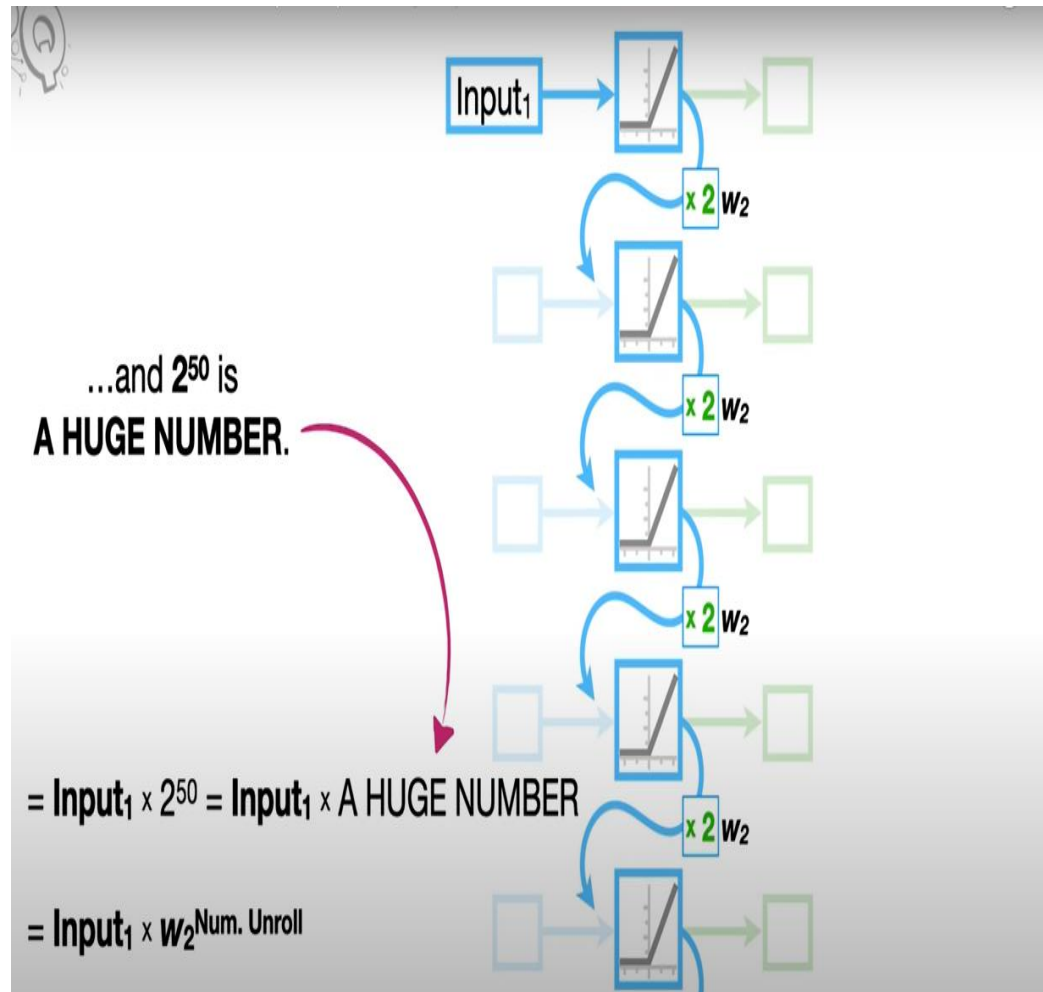 Input₁
× 2 w₂
× 2 w₂
...and 2⁵⁰ is
A HUGE NUMBER.
× 2 w₂
= Input₁ × 2⁵⁰ = Input₁ × A HUGE NUMBER
× 2 w₂
= Input₁ × w₂ᴺᵘᵐ· ᵁⁿʳᵒˡˡ